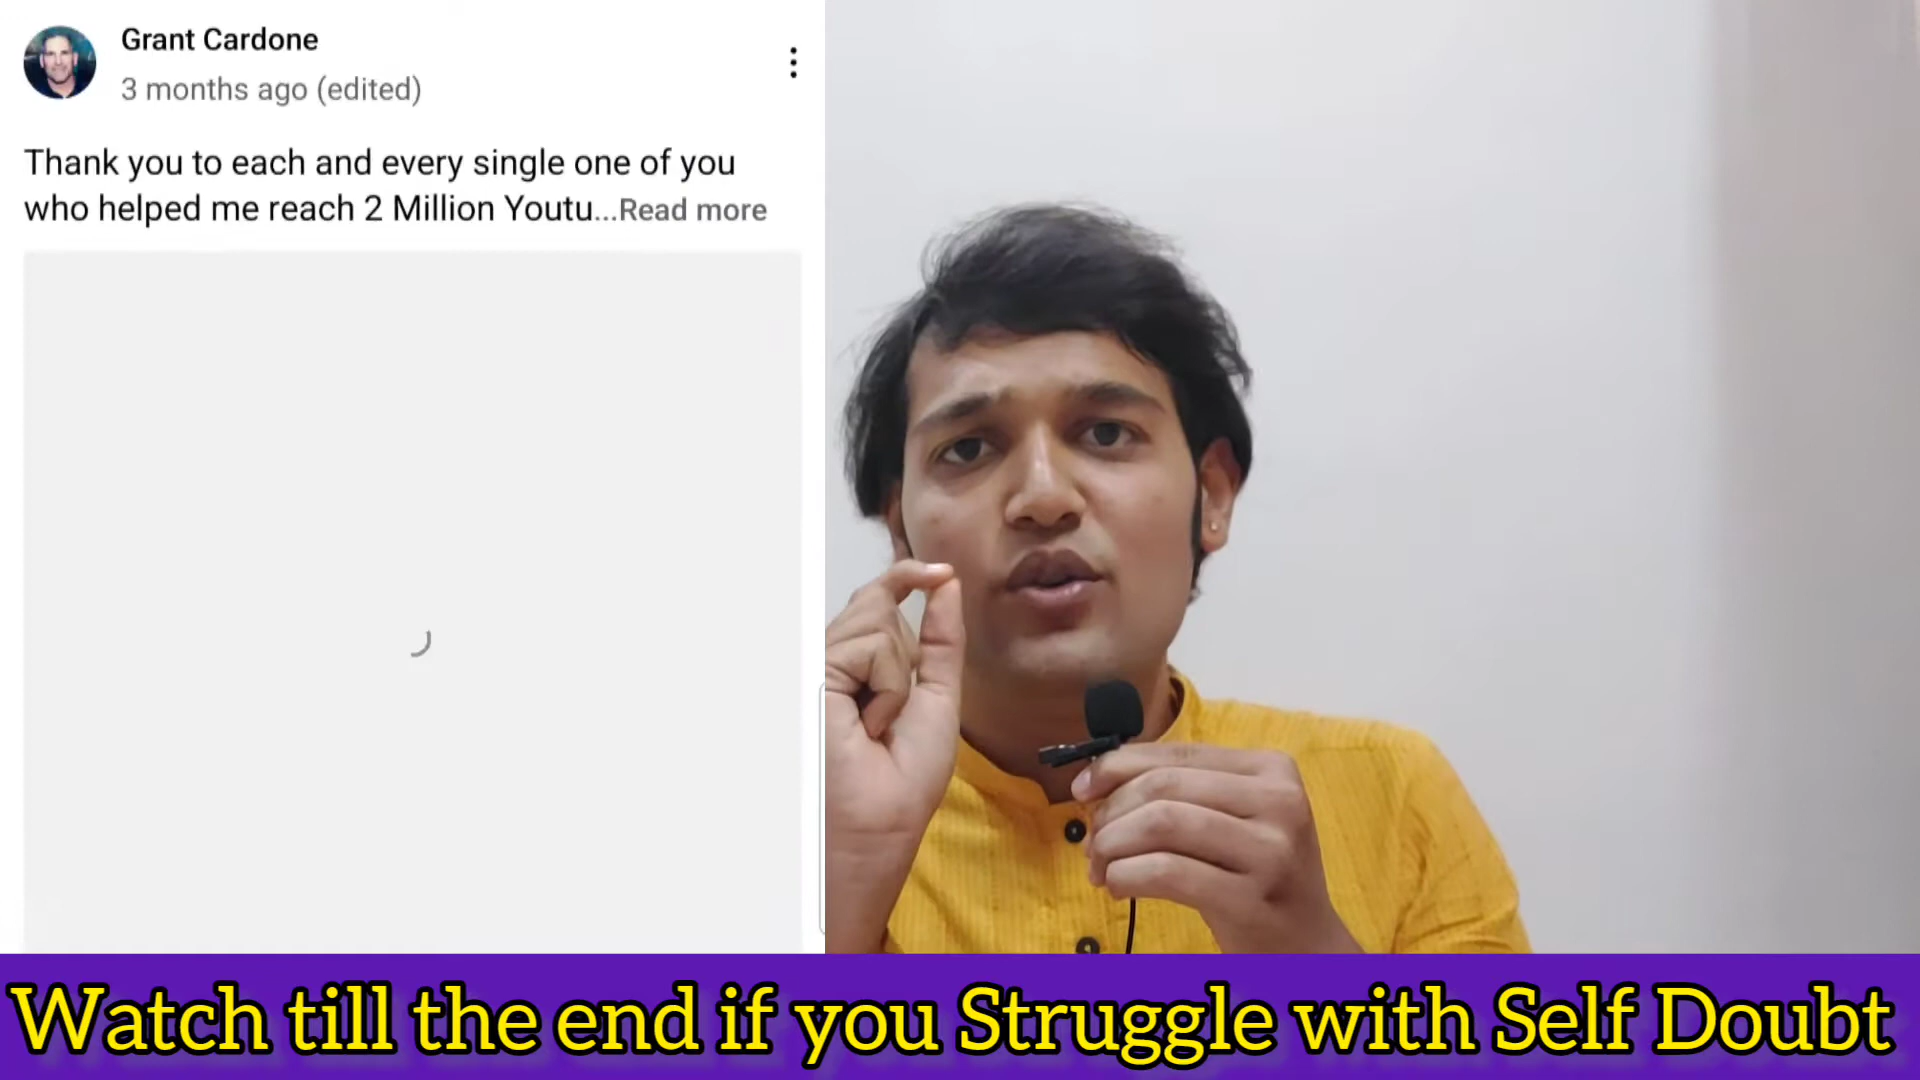 Grant Cardone
3 months ago (edited)
Thank you to each and every single one of you
who helped me reach 2 Million Youtu...Read more
Watch till the end if you Struggle with Self Doubt